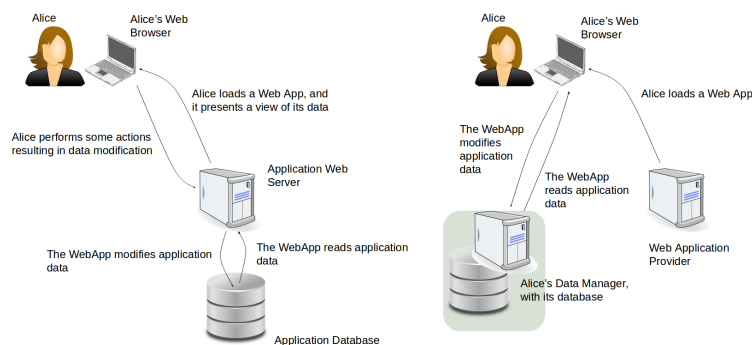 Alice
Alice's Web
Browser
Alice loads a Web App, and
it presents a view of its data
Alice performs some actions
resulting in data modification
Application Web
Server
The WebApp modifies application
data
The WebApp reads application
data
Application Database
Alice
Alice's Web
Browser
Alice loads a Web App
The WebApp
modifies
application
data
The WebApp
reads application
data
Web Application
Provider
Alice's Data Manager,
with its database